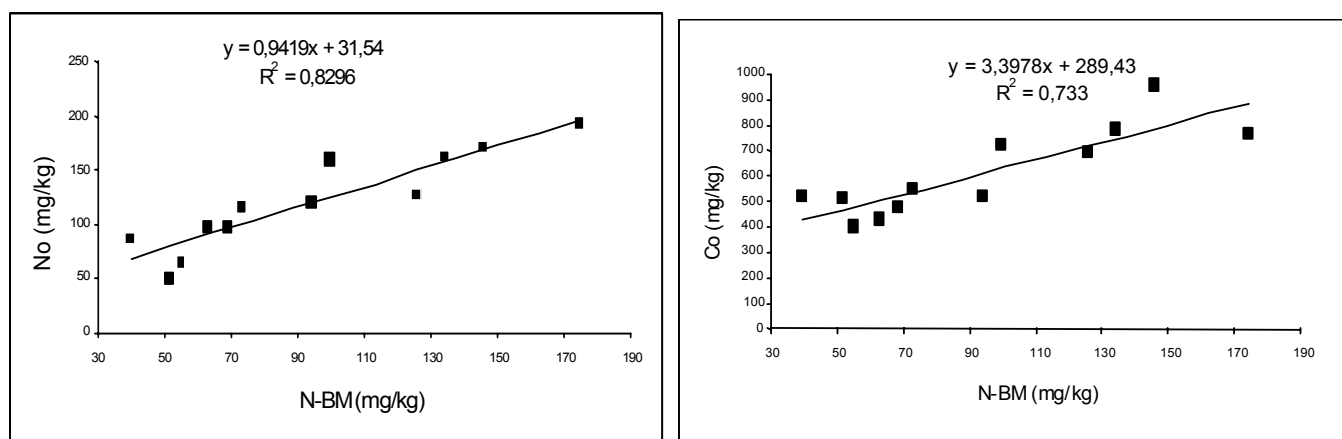 y = 0,9419x + 31,54
R² = 0,8296
250
200
150
100
50
0
30 50 70 90 110 130 150 170 190
No (mg/kg)
N-BM (mg/kg)
y = 3,3978x + 289,43
R² = 0,733
1000
900
800
700
600
500
400
300
200
100
0
30 50 70 90 110 130 150 170 190
Co (mg/kg)
N-BM (mg/kg)